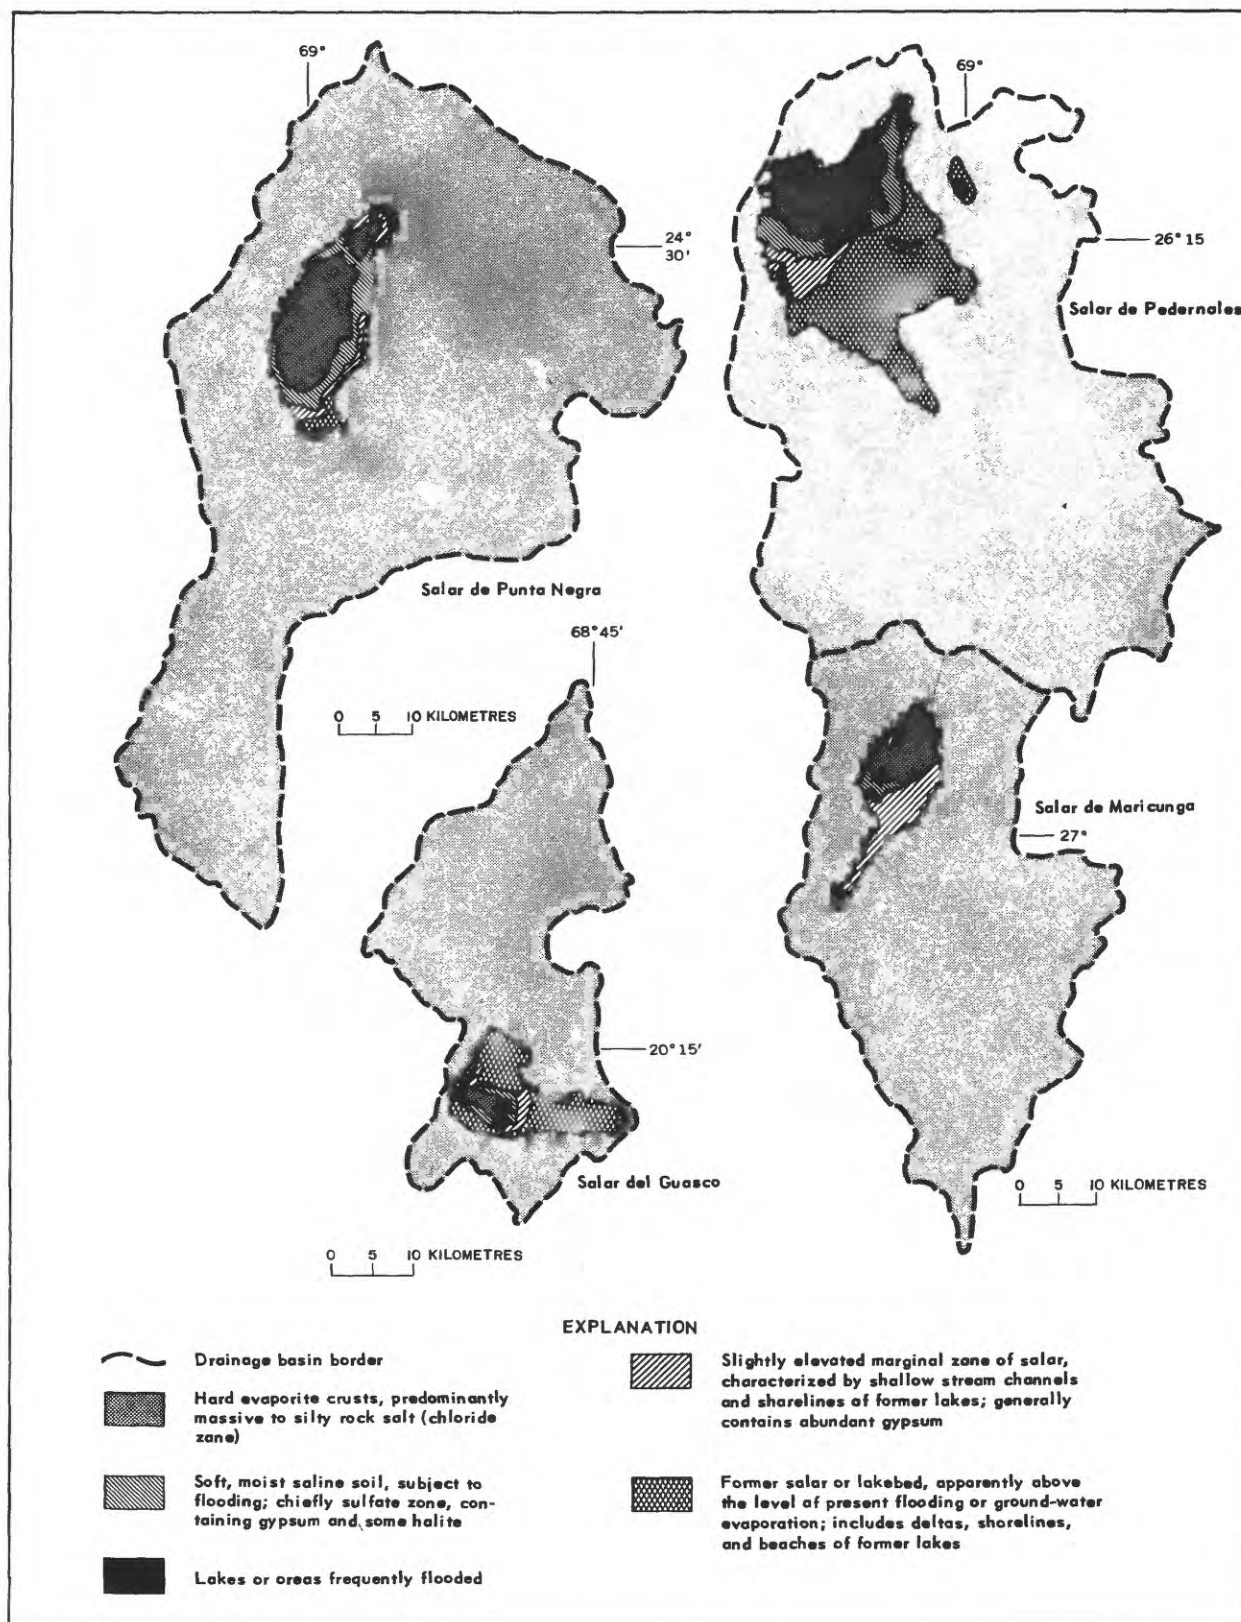 69°
69°
24°
30'
26° 15
Salar de Pedernales
Salar de Punta Negra
68° 45'
0 5 10 KILOMETRES
Salar de Maricunga
27°
20° 15'
Salar del Guasco
0 5 10 KILOMETRES
0 5 10 KILOMETRES
EXPLANATION
Drainage basin border
Hard evaporite crusts, predominantly
massive to silty rock salt (chloride
zane)
Soft, moist saline soil, subject to
flooding; chiefly sulfate zone, con-
taining gypsum and some halite
Lakes or oreas frequently flooded
Slightly elevated marginal zone of salar,
characterized by shallow stream channels
and sharelines of former lakes; generally
contains abundant gypsum
Former salar or lakebed, apparently above
the level af present flooding or ground-water
evaporation; includes deltas, shorelines,
and beaches of former lakes